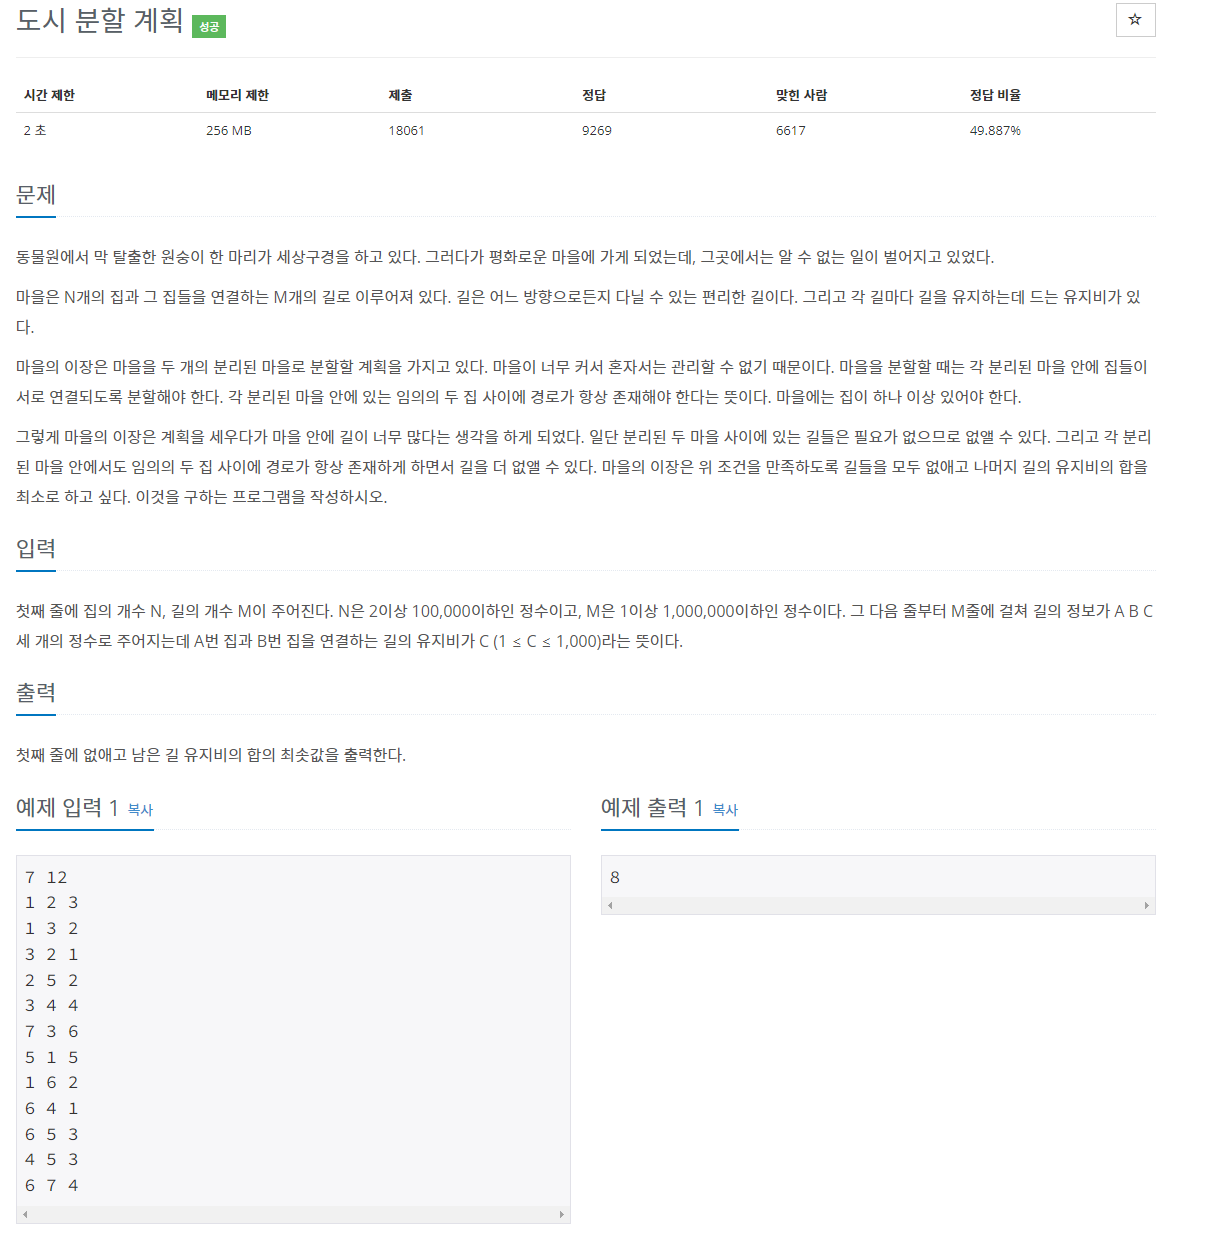 도시 분할 계획 성공
☆
시간 제한 메모리 제한 제출 정답 맞힌 사람 정답 비율
2 초 256 MB 18061 9269 6617 49.887%
문제
동물원에서 막 탈출한 원숭이 한 마리가 세상구경을 하고 있다. 그러다가 평화로운 마을에 가게 되었는데, 그곳에서는 알 수 없는 일이 벌어지고 있었다.
마을은 N개의 집과 그 집들을 연결하는 M개의 길로 이루어져 있다. 길은 어느 방향으로든지 다닐 수 있는 편리한 길이다. 그리고 각 길마다 길을 유지하는데 드는 유지비가 있
다.
마을의 이장은 마을을 두 개의 분리된 마을로 분할할 계획을 가지고 있다. 마을이 너무 커서 혼자서는 관리할 수 없기 때문이다. 마을을 분할할 때는 각 분리된 마을 안에 집들이
서로 연결되도록 분할해야 한다. 각 분리된 마을 안에 있는 임의의 두 집 사이에 경로가 항상 존재해야 한다는 뜻이다. 마을에는 집이 하나 이상 있어야 한다.
그렇게 마을의 이장은 계획을 세우다가 마을 안에 길이 너무 많다는 생각을 하게 되었다. 일단 분리된 두 마을 사이에 있는 길들은 필요가 없으므로 없앨 수 있다. 그리고 각 분리
된 마을 안에서도 임의의 두 집 사이에 경로가 항상 존재하게 하면서 길을 더 없앨 수 있다. 마을의 이장은 위 조건을 만족하도록 길들을 모두 없애고 나머지 길의 유지비의 합을
최소로 하고 싶다. 이것을 구하는 프로그램을 작성하시오.
입력
첫째 줄에 집의 개수 N, 길의 개수 M이 주어진다. N은 2이상 100,000이하인 정수이고, M은 1이상 1,000,000이하인 정수이다. 그 다음 줄부터 M줄에 걸쳐 길의 정보가 A B C
세 개의 정수로 주어지는데 A번 집과 B번 집을 연결하는 길의 유지비가 C (1 ≤ C ≤ 1,000)라는 뜻이다.
출력
첫째 줄에 없애고 남은 길 유지비의 합의 최솟값을 출력한다.
예제 입력 1 복사
7 12
1 2 3
1 3 2
3 2 1
2 5 2
3 4 4
7 3 6
5 1 5
1 6 2
6 4 1
6 5 3
4 5 3
6 7 4
예제 출력 1 복사
8